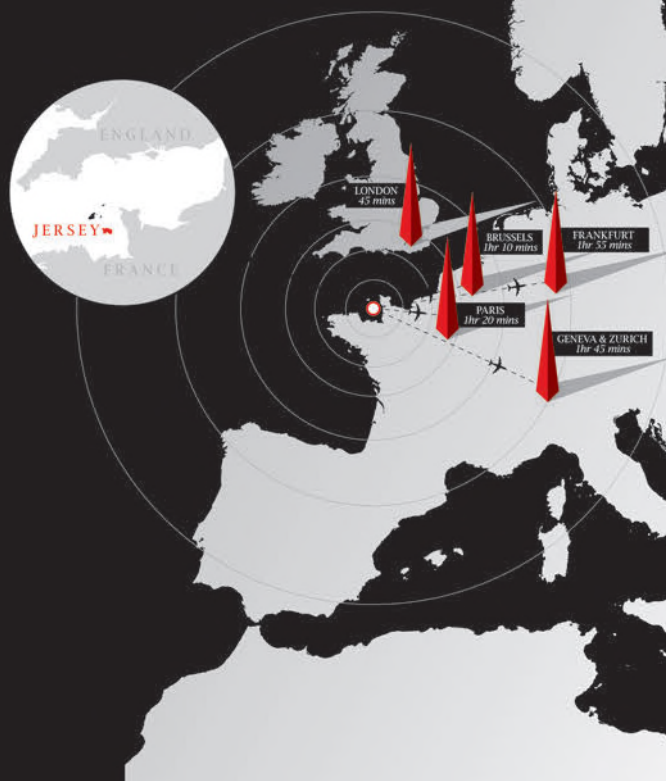 ENGLAND
JERSEY
FRANCE
LONDON
45 mins
BRUSSELS
1hr 10 mins
FRANKFURT
1hr 55 mins
PARIS
1hr 20 mins
GENEVA & ZURICH
1hr 45 mins